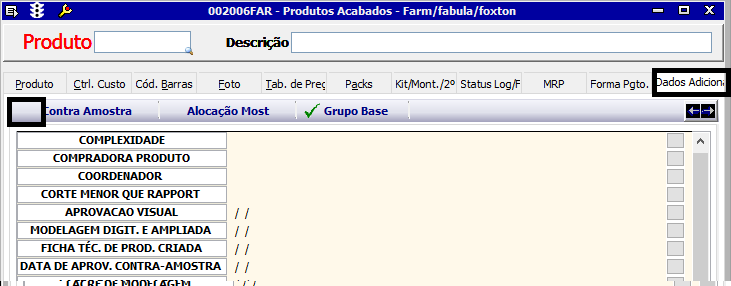 002006FAR - Produtos Acabados - Farm/fabula/foxton
Produto Descrição
Produto Ctrl. Custo Cód. Barras Foto Tab. de Preç Packs Kit/Mont./2º Status Log/F MRP Forma Pgto. Dados Adiciona
Contra Amostra Alocação Most Grupo Base
COMPLEXIDADE
COMPRADORA PRODUTO
COORDENADOR
CORTE MENOR QUE RAPPORT
APROVACAO VISUAL / /
MODELAGEM DIGIT. E AMPLIADA / /
FICHA TÉC. DE PROD. CRIADA / /
DATA DE APROV. CONTRA-AMOSTRA / /
LACRE DE MODELAGEM / /